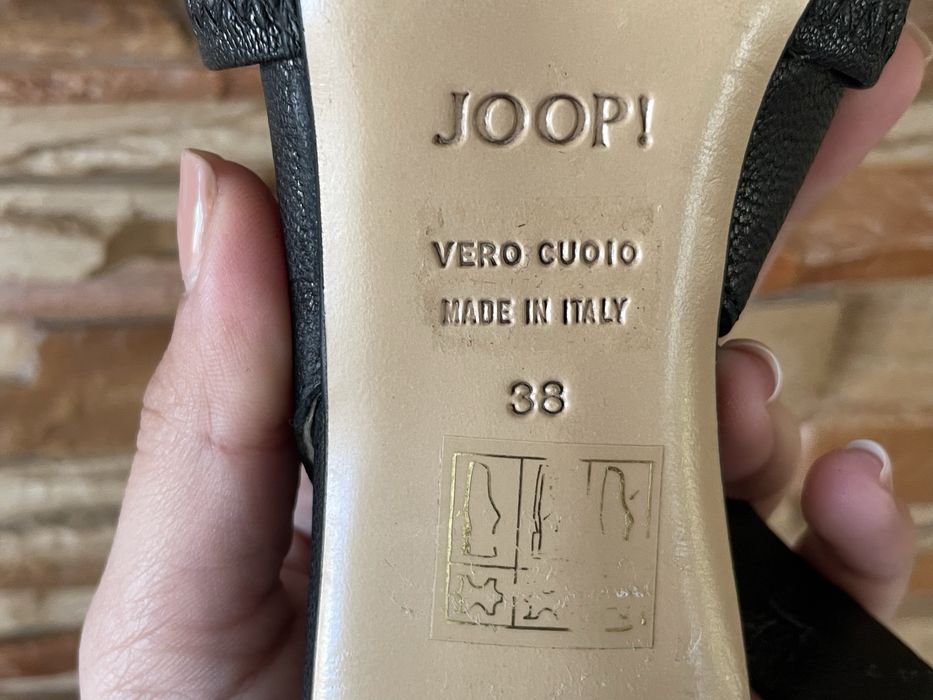 JOOP!
VERO CUOIO
MADE IN ITALY
38